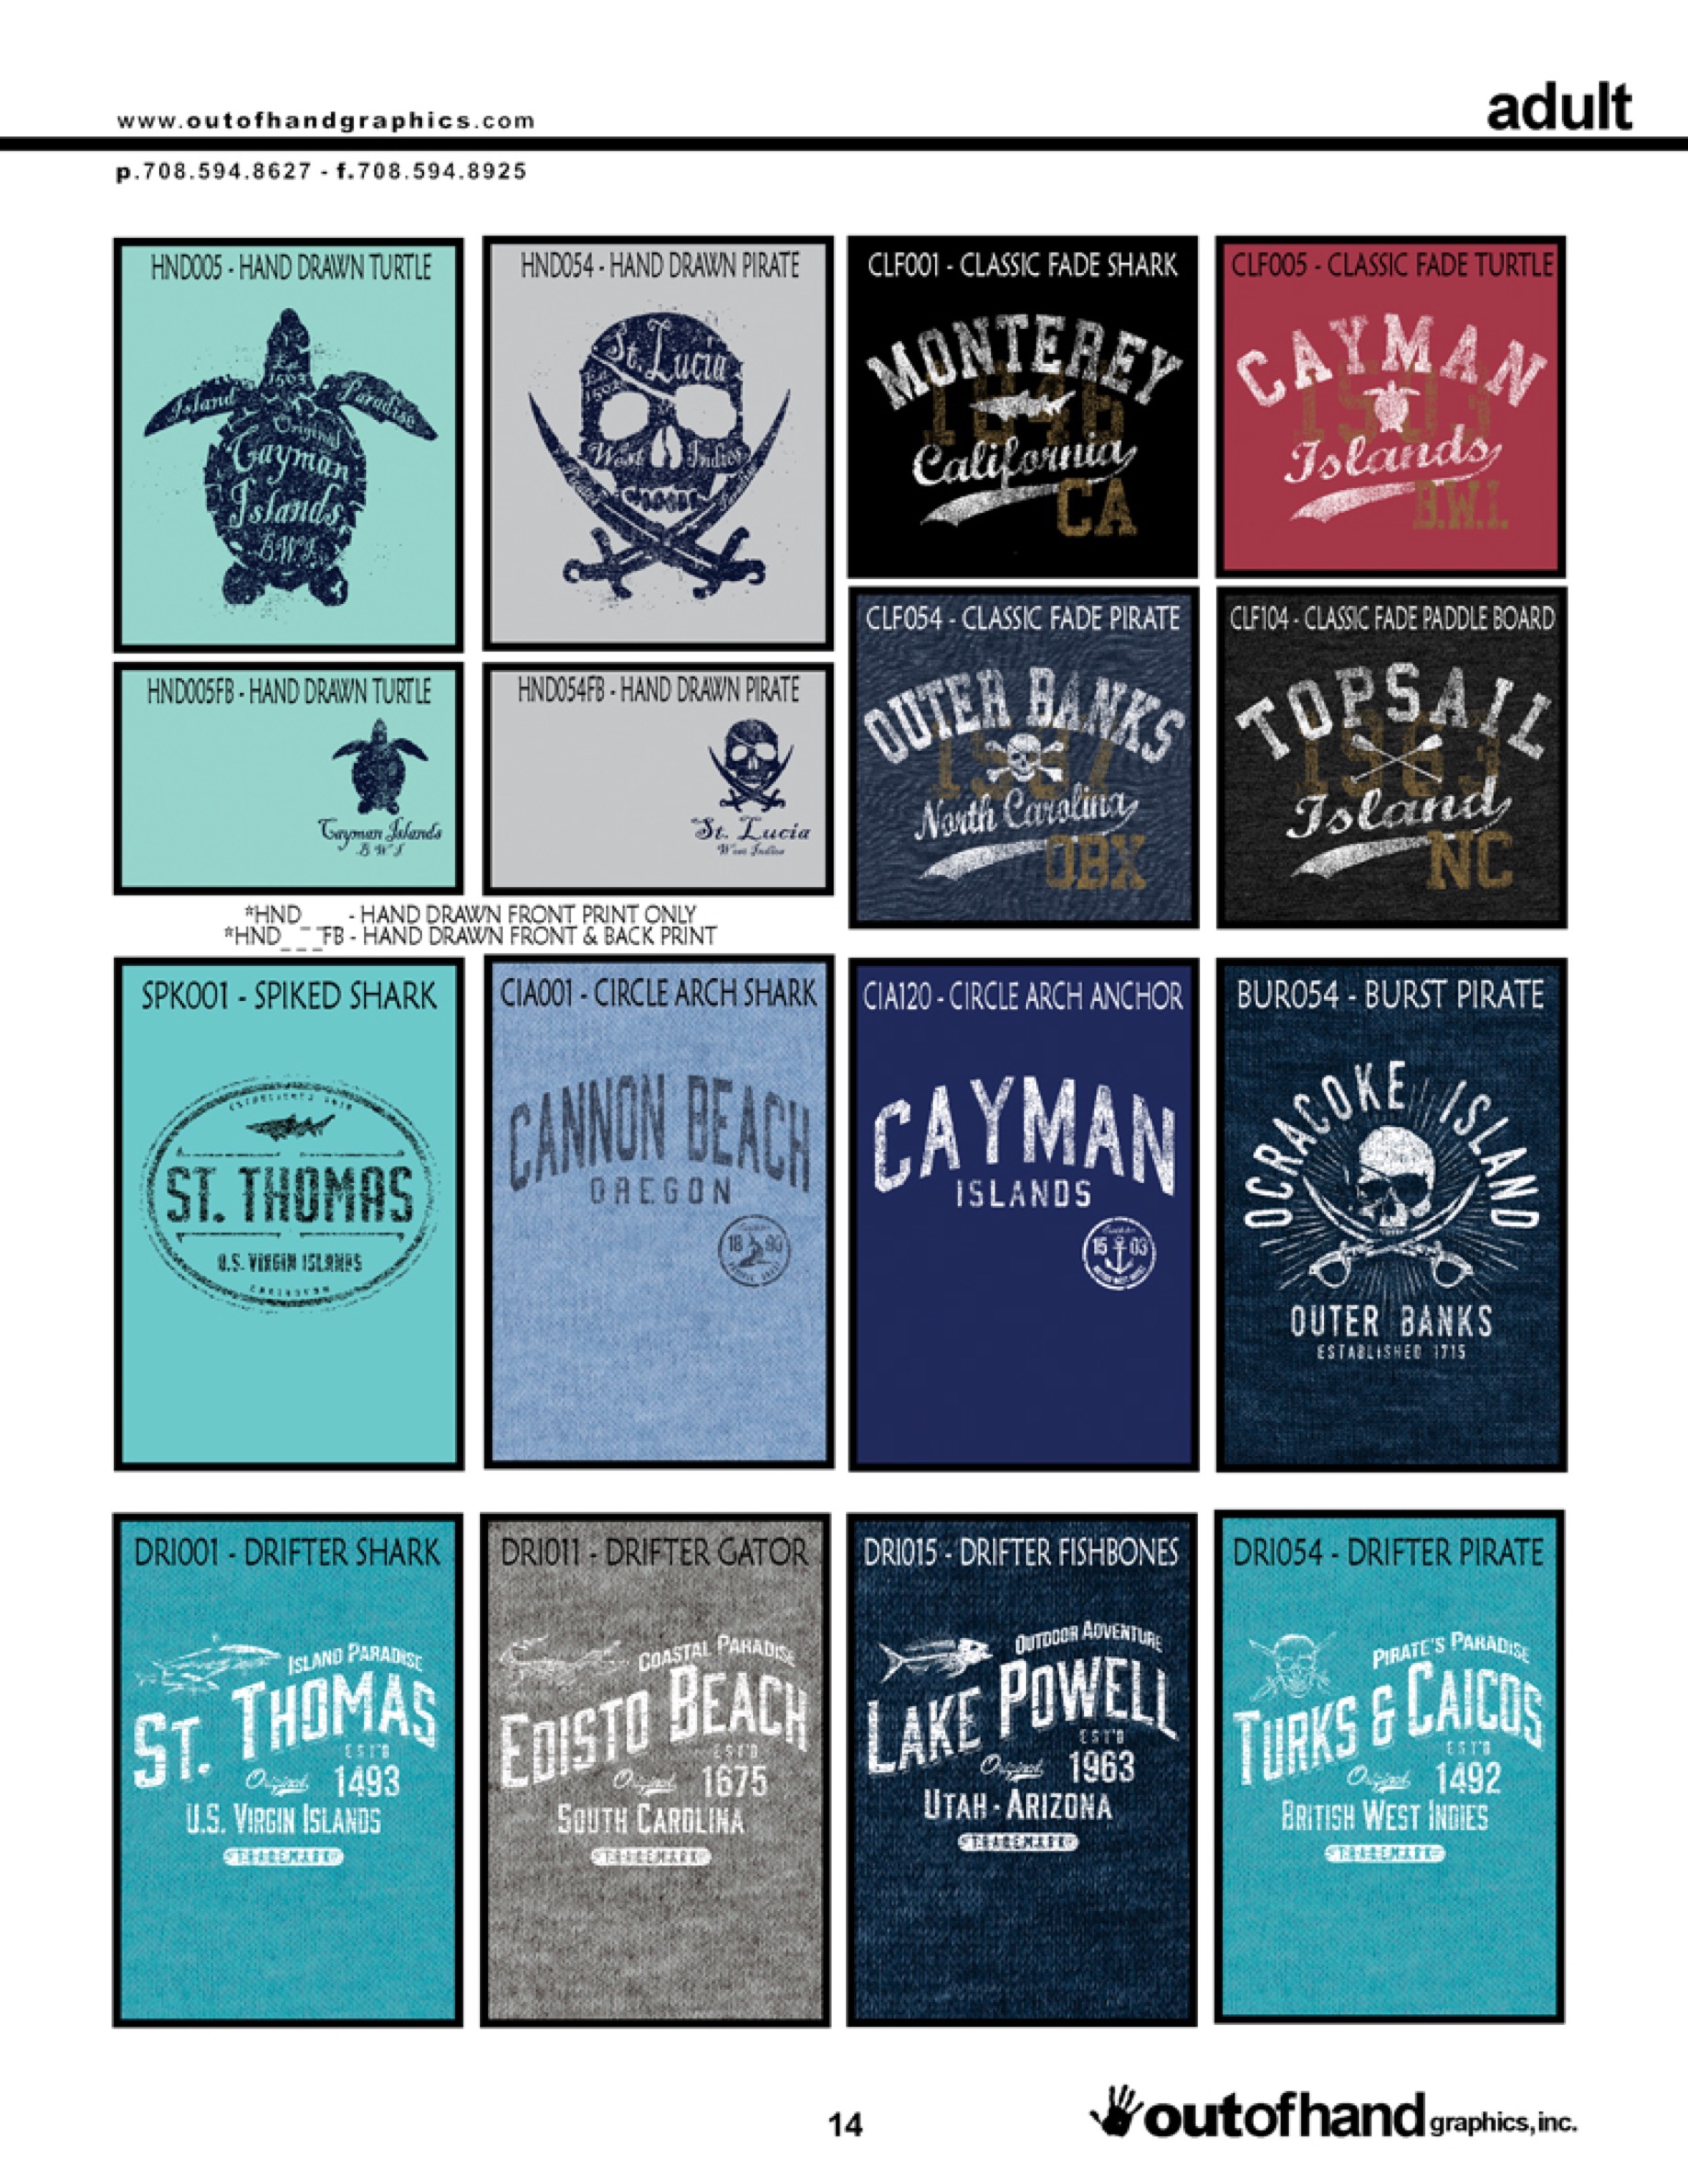 www.outofhandgraphics.com
adult
p.708.594.8627 - f.708.594.8925
HND005 - HAND DRAWN TURTLE
Est
1503
Island
Paradise
Original
Cayman
Islands
B.W.I.
HND054 - HAND DRAWN PIRATE
St. Lucia
Est
1502
West Indies
CLF001 - CLASSIC FADE SHARK
MONTEREY
1846
California
CA
CLF005 - CLASSIC FADE TURTLE
CAYMAN
1503
Islands
B.W.I.
HND005FB - HAND DRAWN TURTLE
Cayman Islands
B W I
HND054FB - HAND DRAWN PIRATE
St. Lucia
West Indies
CLF054 - CLASSIC FADE PIRATE
OUTER BANKS
North Carolina
OBX
CLF104 - CLASSIC FADE PADDLE BOARD
TOPSAIL
1963
Island
NC
*HND_ _ _ - HAND DRAWN FRONT PRINT ONLY
*HND_ _ _FB - HAND DRAWN FRONT & BACK PRINT
SPK001 - SPIKED SHARK
ST. THOMAS
U.S. VIRGIN ISLANDS
CARIBBEAN
CIA001 - CIRCLE ARCH SHARK
CANNON BEACH
OREGON
18
CIA120 - CIRCLE ARCH ANCHOR
CAYMAN
ISLANDS
15 03
BUR054 - BURST PIRATE
OCRACOKE ISLAND
OUTER BANKS
ESTABLISHED 1715
DRI001 - DRIFTER SHARK
ISLAND PARADISE
ST. THOMAS
EST'D
Original 1493
U.S. VIRGIN ISLANDS
TRADEMARK
DRI011 - DRIFTER GATOR
COASTAL PARADISE
EDISTO BEACH
EST'D
Original 1675
SOUTH CAROLINA
TRADEMARK
DRI015 - DRIFTER FISHBONES
OUTDOOR ADVENTURE
LAKE POWELL
EST'D
Original 1963
UTAH - ARIZONA
TRADEMARK
DRI054 - DRIFTER PIRATE
PIRATE'S PARADISE
TURKS & CAICOS
EST'D
Original 1492
BRITISH WEST INDIES
TRADEMARK
14
outofhand graphics, inc.